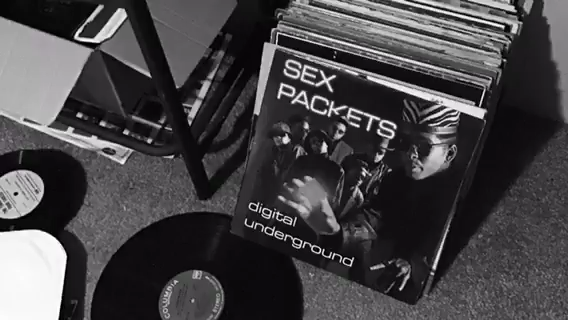 SEX
PACKETS
digital
underground
COLUMBIA